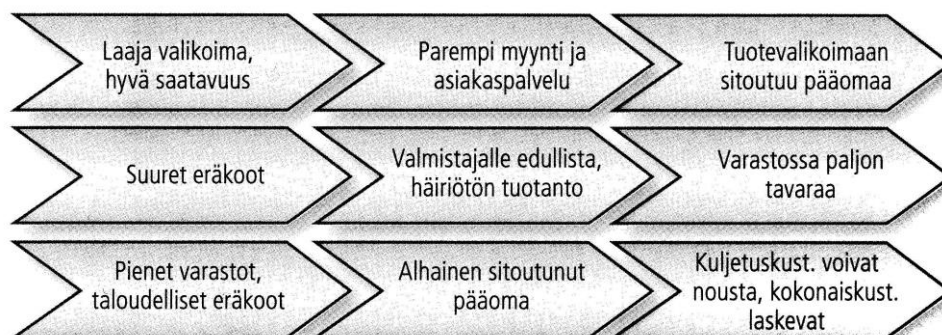 Laaja valikoima,
hyvä saatavuus
Parempi myynti ja
asiakaspalvelu
Tuotevalikoimaan
sitoutuu pääomaa
Suuret eräkoot
Valmistajalle edullista,
häiriötön tuotanto
Varastossa paljon
tavaraa
Pienet varastot,
taloudelliset eräkoot
Alhainen sitoutunut
pääoma
Kuljetuskust. voivat
nousta, kokonaiskust.
laskevat